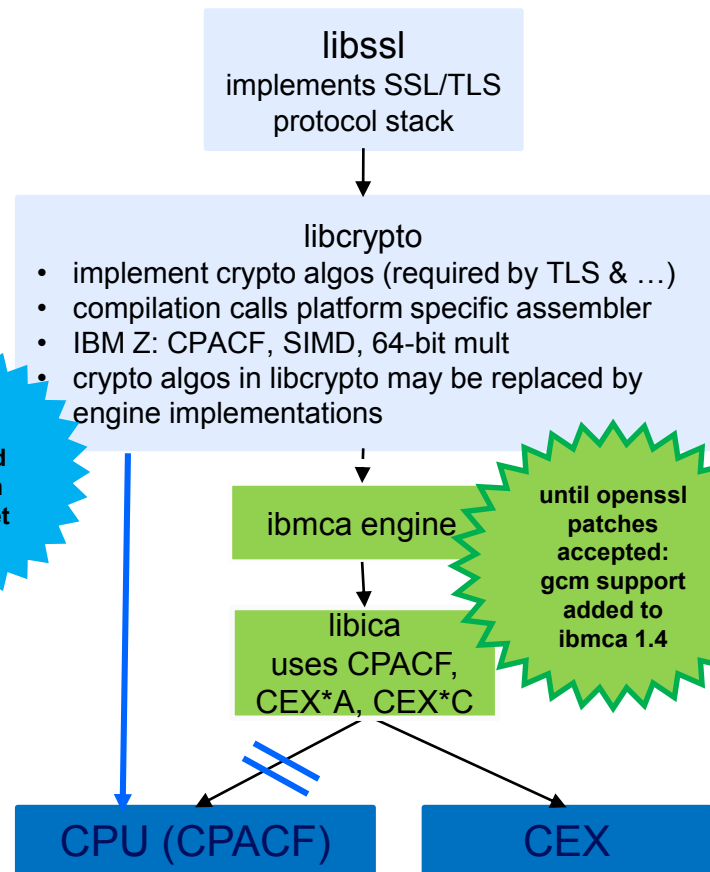 libssl
implements SSL/TLS
protocol stack
libcrypto
• implement crypto algos (required by TLS & …)
• compilation calls platform specific assembler
• IBM Z: CPACF, SIMD, 64-bit mult
• crypto algos in libcrypto may be replaced by
engine implementations
ibmca engine
until openssl
patches
accepted:
gcm support
added to
ibmca 1.4
libica
uses CPACF,
CEX*A, CEX*C
CPU (CPACF)
CEX